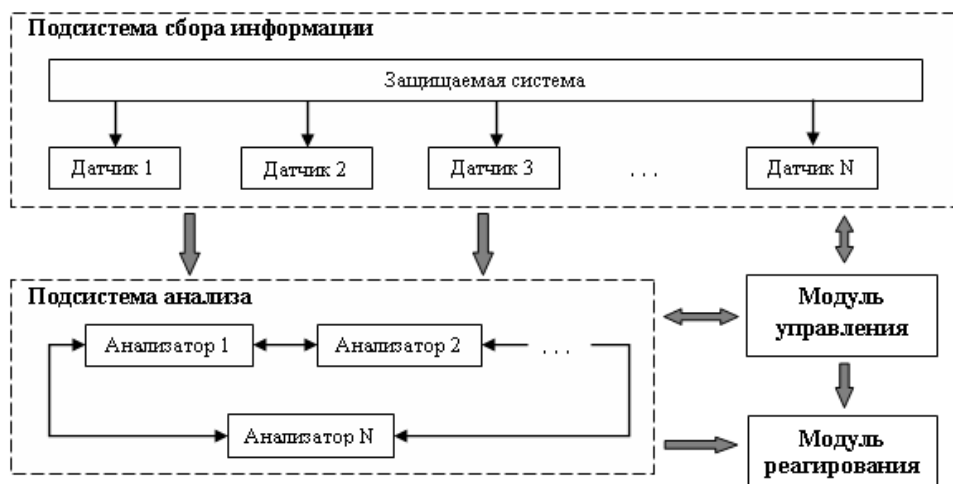 Подсистема сбора информации
Защищаемая система
Датчик 1
Датчик 2
Датчик 3
. . .
Датчик N
Подсистема анализа
Анализатор 1
Анализатор 2
. . .
Анализатор N
Модуль
управления
Модуль
реагирования